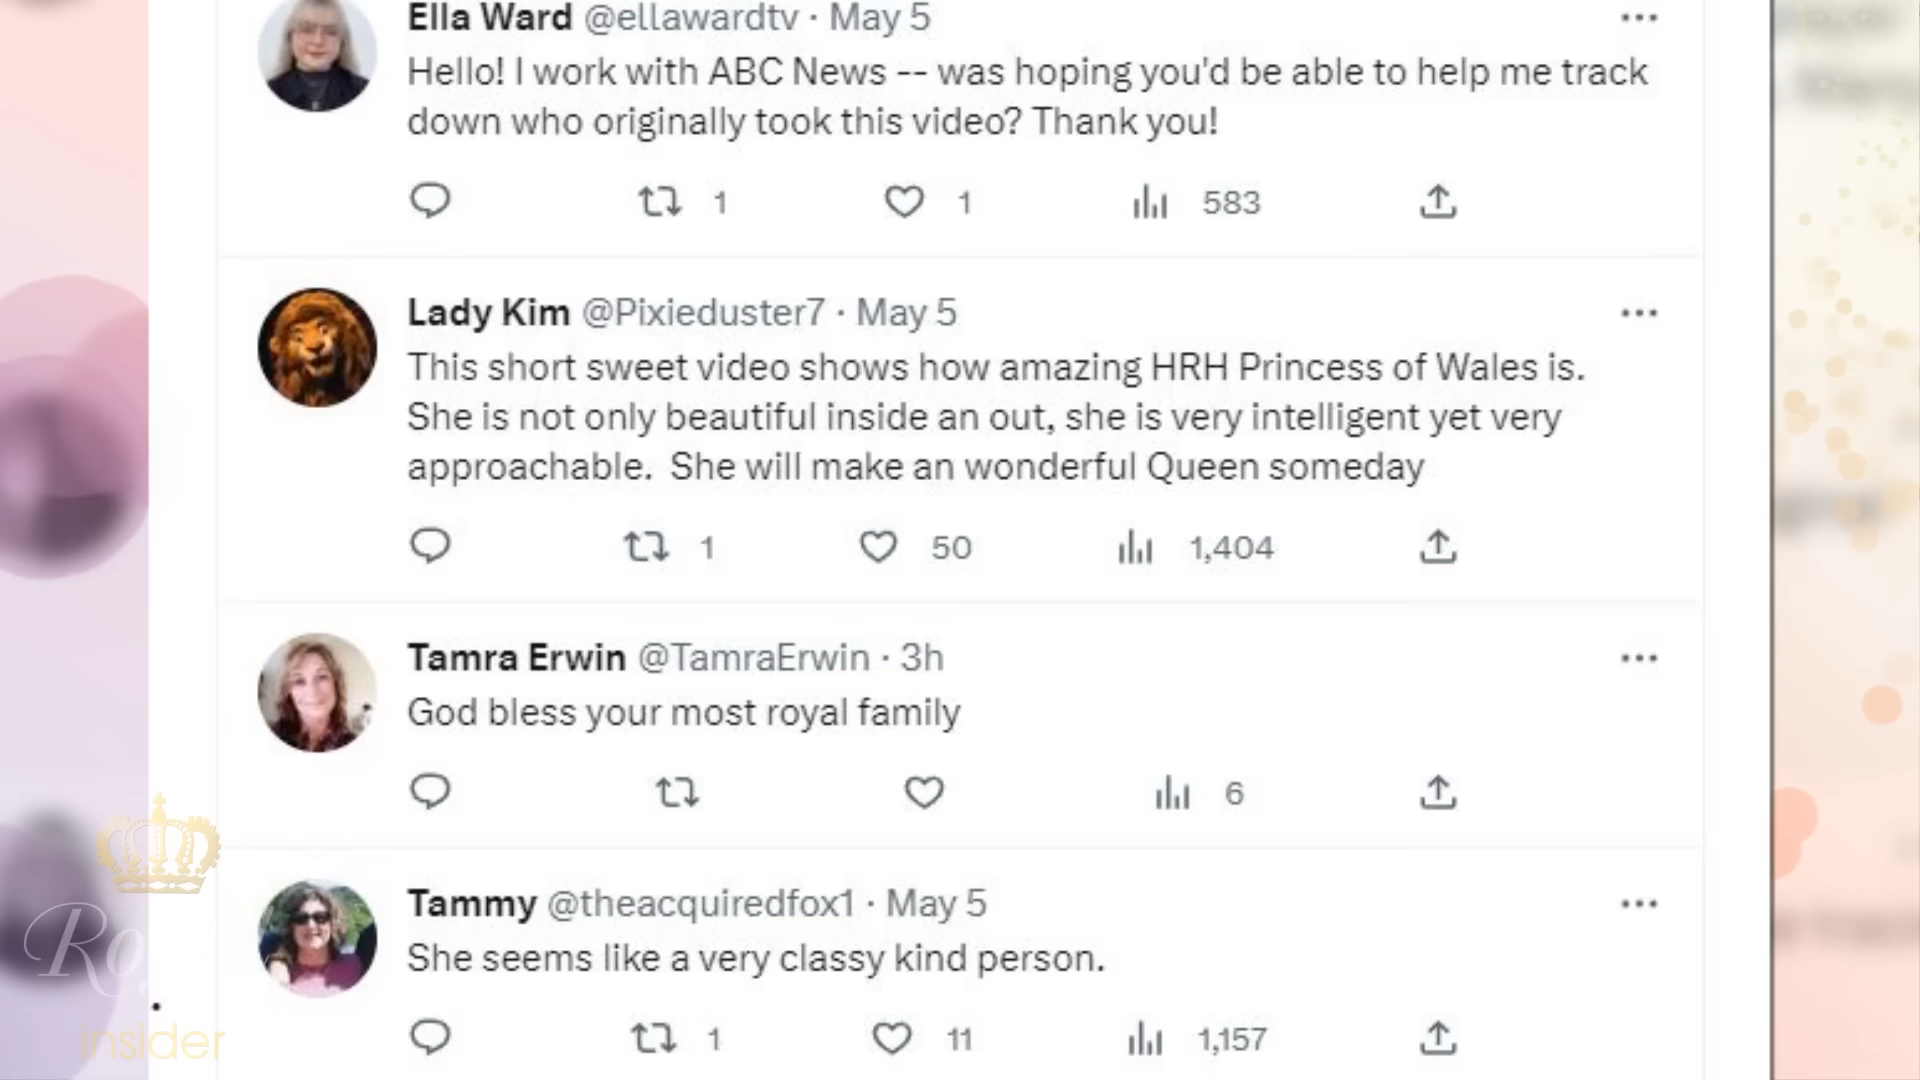 Ella Ward @ellawardtv · May 5
Hello! I work with ABC News -- was hoping you'd be able to help me track
down who originally took this video? Thank you!
1 1 583
Lady Kim @Pixieduster7 · May 5
This short sweet video shows how amazing HRH Princess of Wales is.
She is not only beautiful inside an out, she is very intelligent yet very
approachable.  She will make an wonderful Queen someday
1 50 1,404
Tamra Erwin @TamraErwin · 3h
God bless your most royal family
6
Tammy @theacquiredfox1 · May 5
She seems like a very classy kind person.
1 11 1,157
Ro
Insider